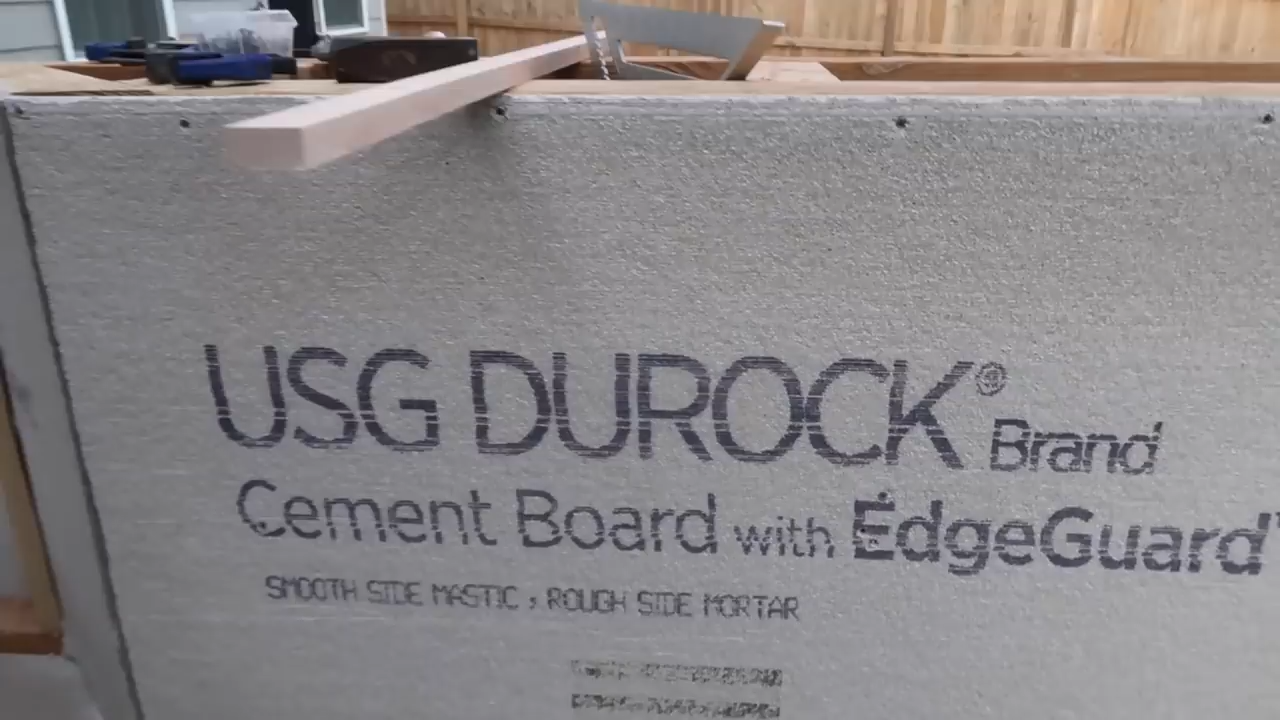 USG DUROCK® Brand
Cement Board with EdgeGuard
SMOOTH SIDE MASTIC , ROUGH SIDE MORTAR